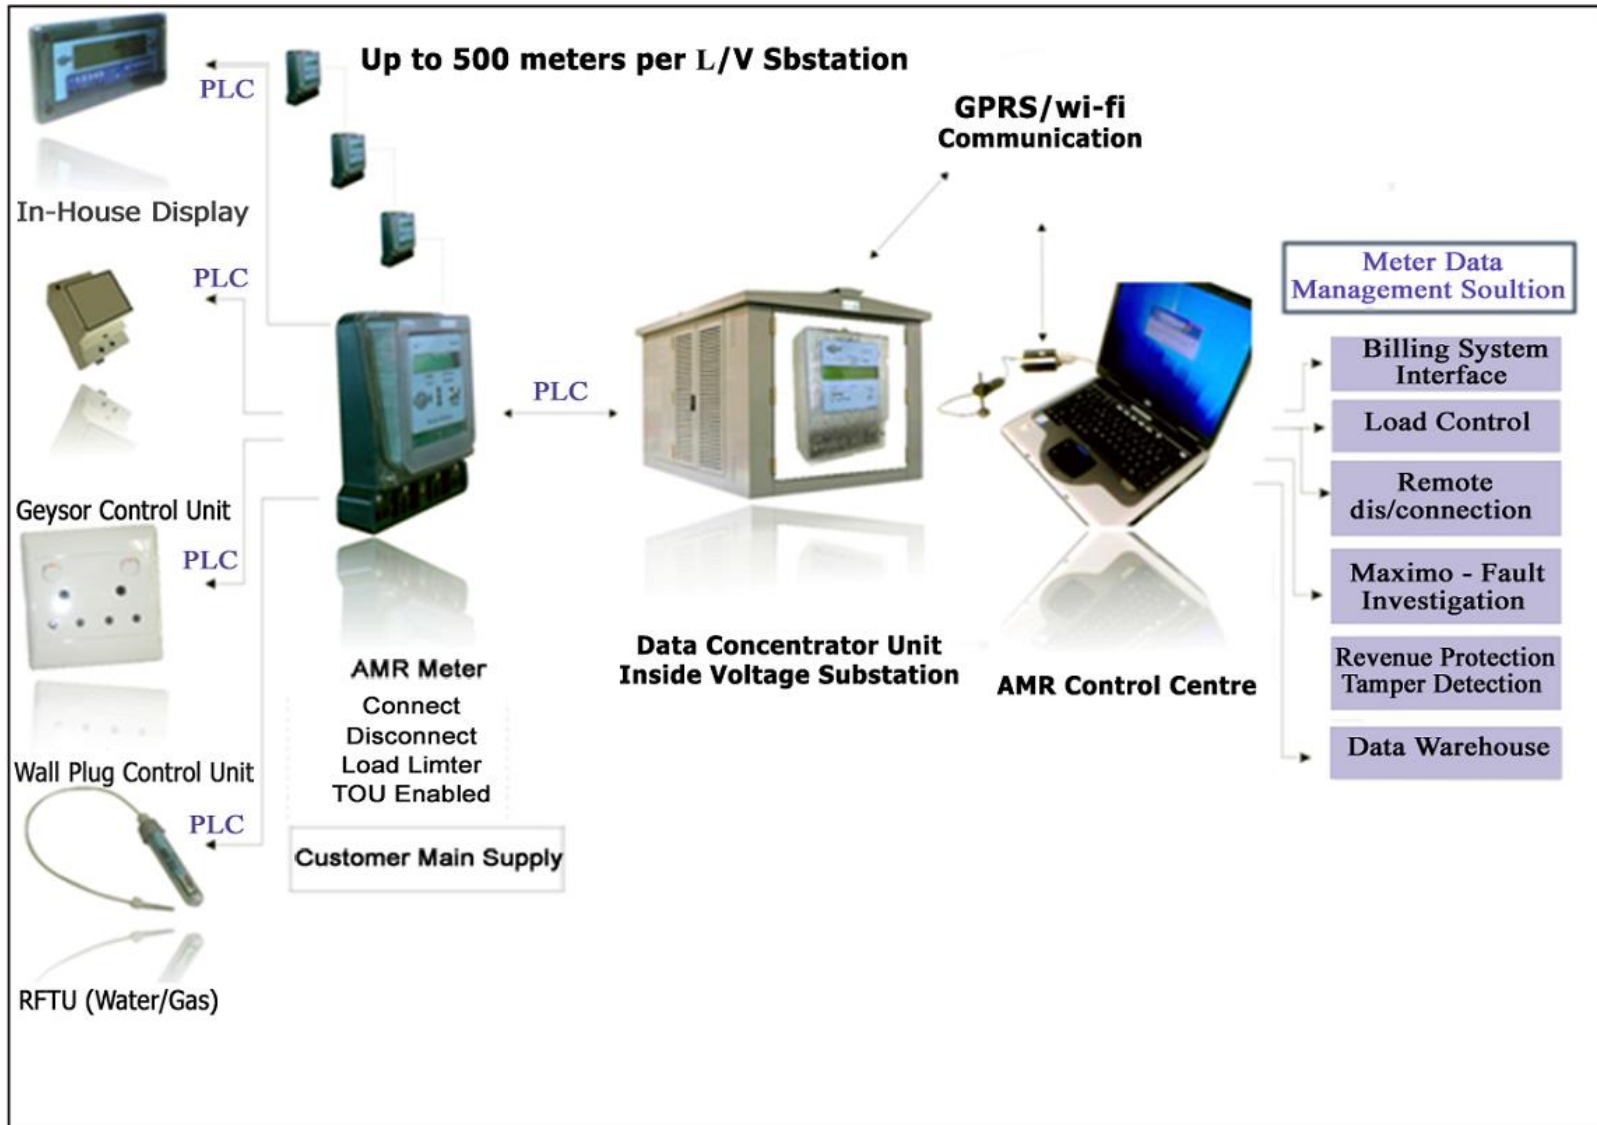 Up to 500 meters per L/V Sbstation
PLC
In-House Display
PLC
Geysor Control Unit
PLC
Wall Plug Control Unit
PLC
RFTU (Water/Gas)
AMR Meter
Connect
Disconnect
Load Limter
TOU Enabled
Customer Main Supply
PLC
GPRS/wi-fi
Communication
Data Concentrator Unit
Inside Voltage Substation
AMR Control Centre
Meter Data
Management Soultion
Billing System
Interface
Load Control
Remote
dis/connection
Maximo - Fault
Investigation
Revenue Protection
Tamper Detection
Data Warehouse